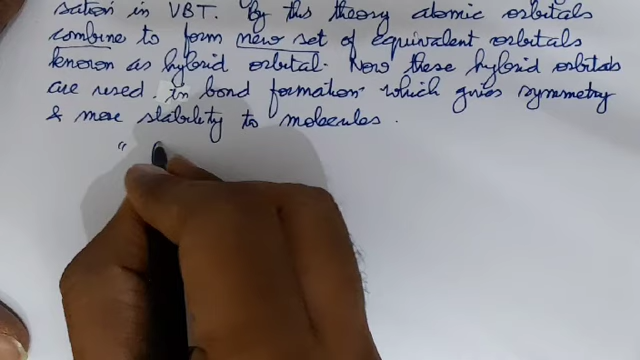 sation in VBT. By this theory atomic orbitals
combine to form new set of equivalent orbitals
known as hybrid orbital. Now these hybrid orbitals
are used in bond formation which gives symmetry
& more stability to molecules.
"